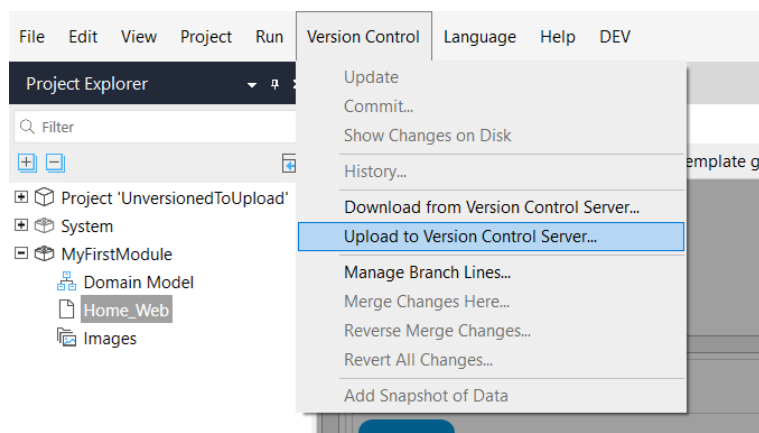 File Edit View Project Run Version Control Language Help DEV
Project Explorer
Filter
Project 'UnversionedToUpload'
System
MyFirstModule
Domain Model
Home_Web
Images
Update
Commit...
Show Changes on Disk
History...
Download from Version Control Server...
Upload to Version Control Server...
Manage Branch Lines...
Merge Changes Here...
Reverse Merge Changes...
Revert All Changes...
Add Snapshot of Data
emplate g